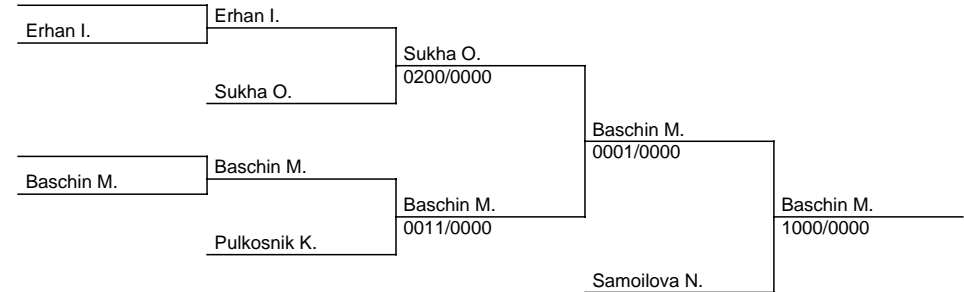 Erhan I.
Erhan I.
Sukha O.
0200/0000
Sukha O.
Baschin M.
0001/0000
Baschin M.
Baschin M.
Baschin M.
0011/0000
Baschin M.
1000/0000
Pulkosnik K.
Samoilova N.